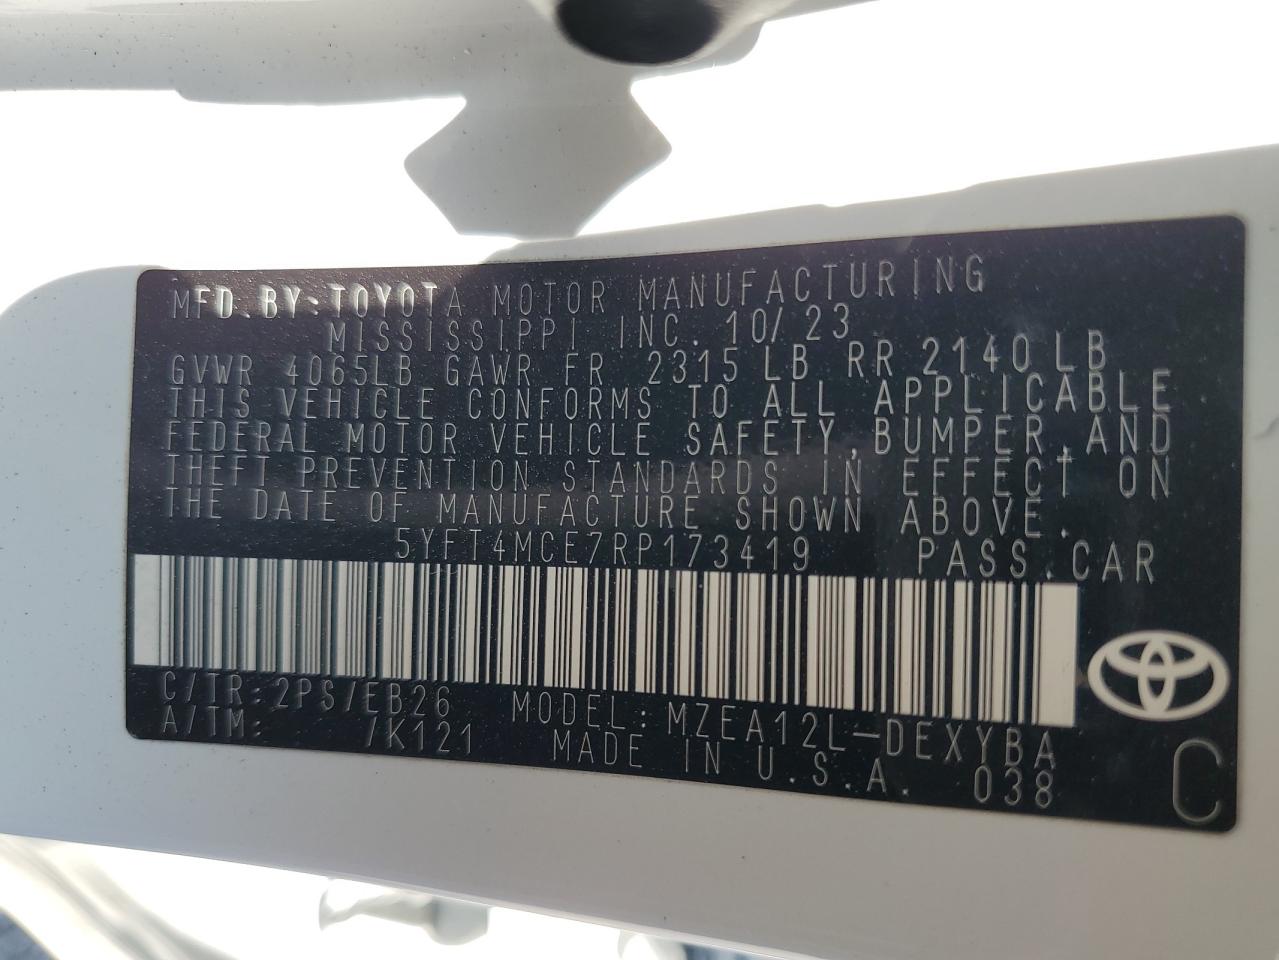 MFD. BY: TOYOTA MOTOR MANUFACTURING
MISSISSIPPI INC. 10/23
GVWR 4065LB GAWR FR 2315 LB RR 2140 LB
THIS VEHICLE CONFORMS TO ALL APPLICABLE
FEDERAL MOTOR VEHICLE SAFETY, BUMPER, AND
THEFT PREVENTION STANDARDS IN EFFECT ON
THE DATE OF MANUFACTURE SHOWN ABOVE.
5YFT4MCE7RP173419 PASS. CAR
C/TR: 2PS/EB26 MODEL: MZEA12L-DEXYBA
A/TM: /K121 MADE IN U.S.A. 038
C